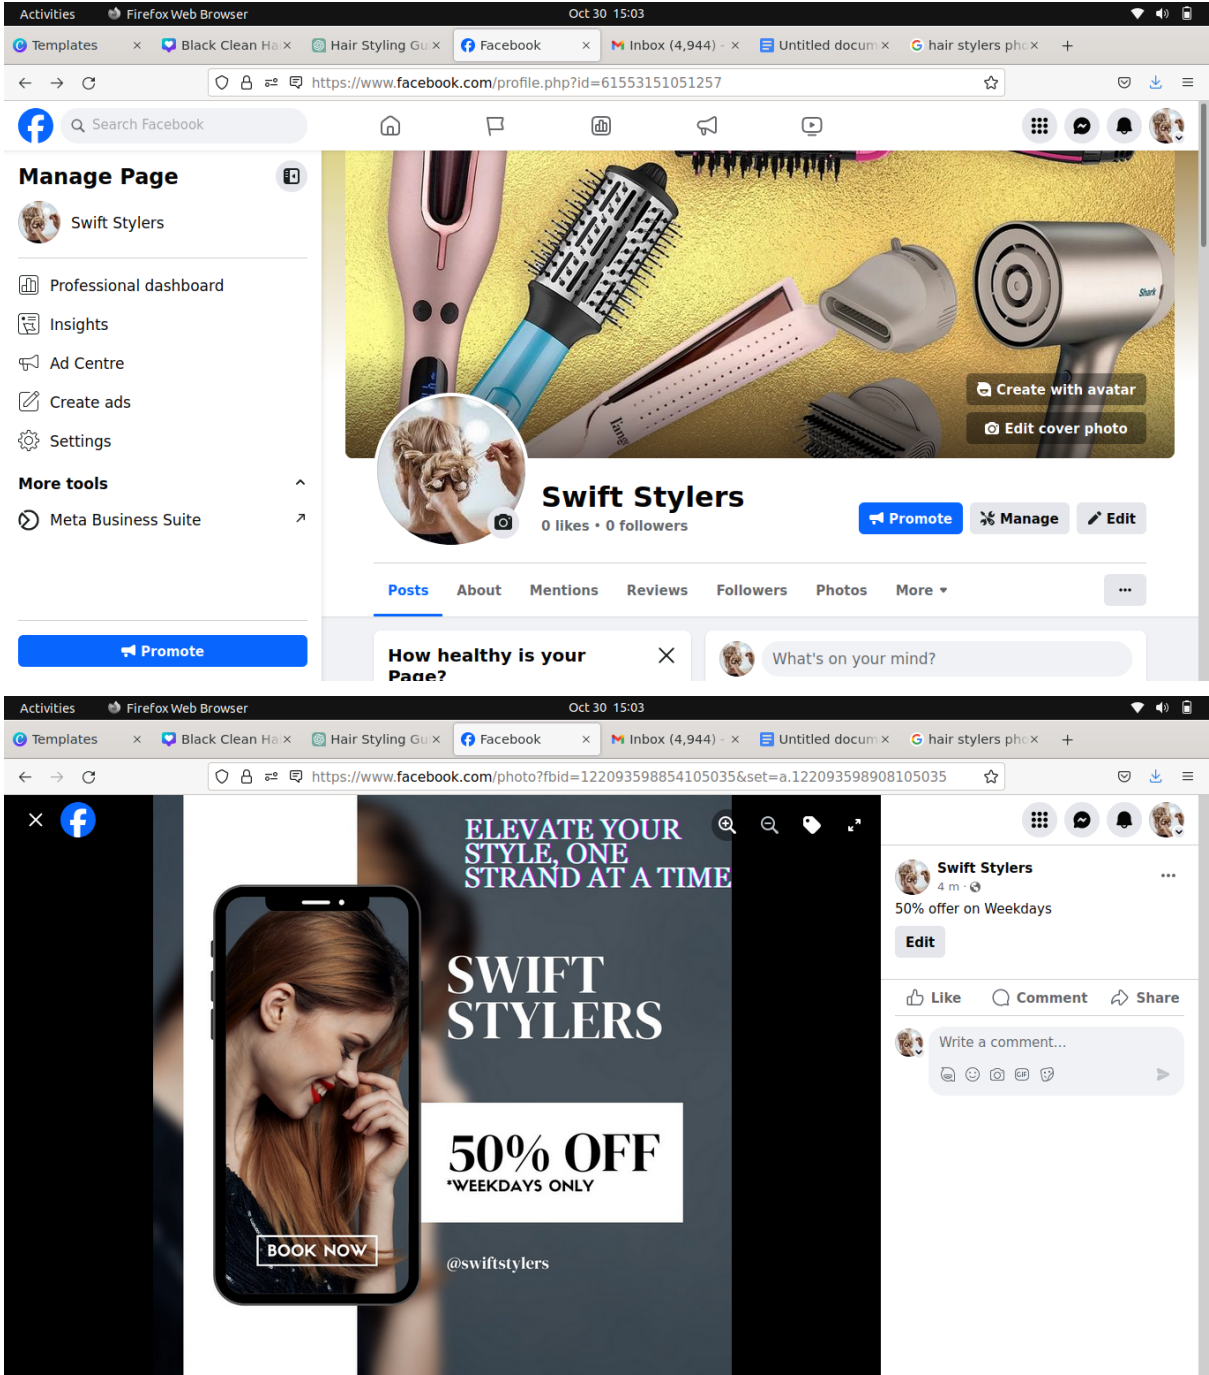 Activities Firefox Web Browser Oct 30 15:03
Templates × Black Clean Ha × Hair Styling Gu × Facebook × Inbox (4,944) - × Untitled docum × hair stylers pho × +
https://www.facebook.com/profile.php?id=61553151051257
Search Facebook
Manage Page
Swift Stylers
Professional dashboard
Insights
Ad Centre
Create ads
Settings
More tools
Meta Business Suite
Promote
Shark
Create with avatar
Edit cover photo
Swift Stylers
0 likes • 0 followers
Promote Manage Edit
Posts About Mentions Reviews Followers Photos More
How healthy is your
Page?
What's on your mind?
Activities Firefox Web Browser Oct 30 15:03
Templates × Black Clean Ha × Hair Styling Gu × Facebook × Inbox (4,944) - × Untitled docum × hair stylers pho × +
https://www.facebook.com/photo?fbid=122093598854105035&set=a.122093598908105035
ELEVATE YOUR
STYLE, ONE
STRAND AT A TIME
SWIFT
STYLERS
50% OFF
*WEEKDAYS ONLY
BOOK NOW
@swiftstylers
Swift Stylers
4 m ·
50% offer on Weekdays
Edit
Like Comment Share
Write a comment...
GIF